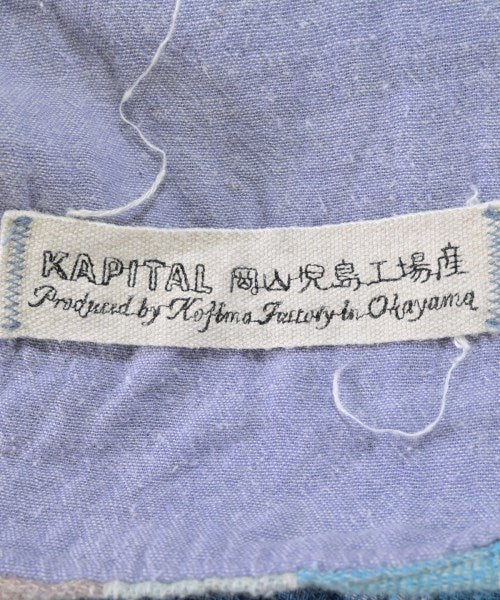 KAPITAL 岡山児島工場産
Produced by Kojima Factory in Okayama